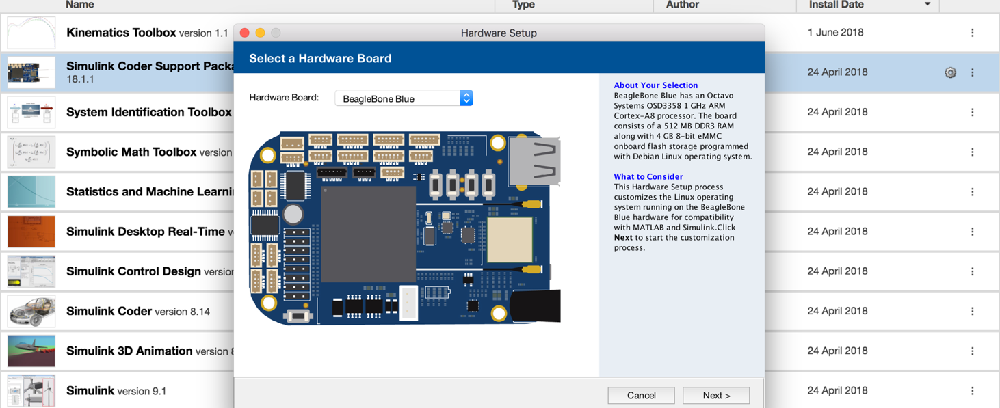 Name Type Author Install Date
Kinematics Toolbox version 1.1 1 June 2018
Simulink Coder Support Packa 24 April 2018
18.1.1
System Identification Toolbox 24 April 2018
Symbolic Math Toolbox version 24 April 2018
Statistics and Machine Learni 24 April 2018
Simulink Desktop Real-Time 24 April 2018
Simulink Control Design version 24 April 2018
Simulink Coder version 8.14 24 April 2018
Simulink 3D Animation version 8 24 April 2018
Simulink version 9.1 24 April 2018
Hardware Setup
Select a Hardware Board
Hardware Board: BeagleBone Blue
About Your Selection
BeagleBone Blue has an Octavo
Systems OSD3358 1 GHz ARM
Cortex-A8 processor. The board
consists of a 512 MB DDR3 RAM
along with 4 GB 8-bit eMMC
onboard flash storage programmed
with Debian Linux operating system.
What to Consider
This Hardware Setup process
customizes the Linux operating
system running on the BeagleBone
Blue hardware for compatibility
with MATLAB and Simulink.Click
Next to start the customization
process.
Cancel Next >